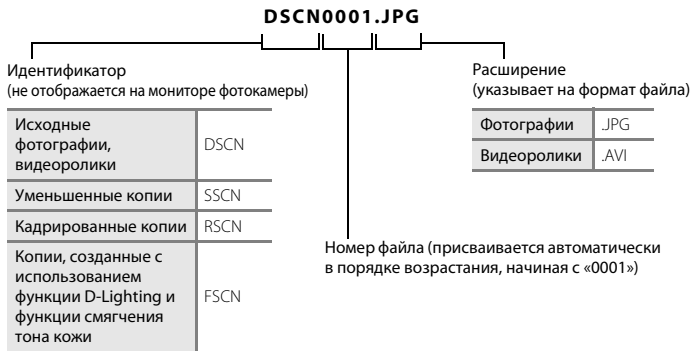 DSCN0001.JPG
Идентификатор
(не отображается на мониторе фотокамеры)
Исходные
фотографии,
видеоролики
DSCN
Уменьшенные копии
SSCN
Кадрированные копии
RSCN
Копии, созданные с
использованием
функции D-Lighting и
функции смягчения
тона кожи
FSCN
Номер файла (присваивается автоматически
в порядке возрастания, начиная с «0001»)
Расширение
(указывает на формат файла)
Фотографии
.JPG
Видеоролики
.AVI